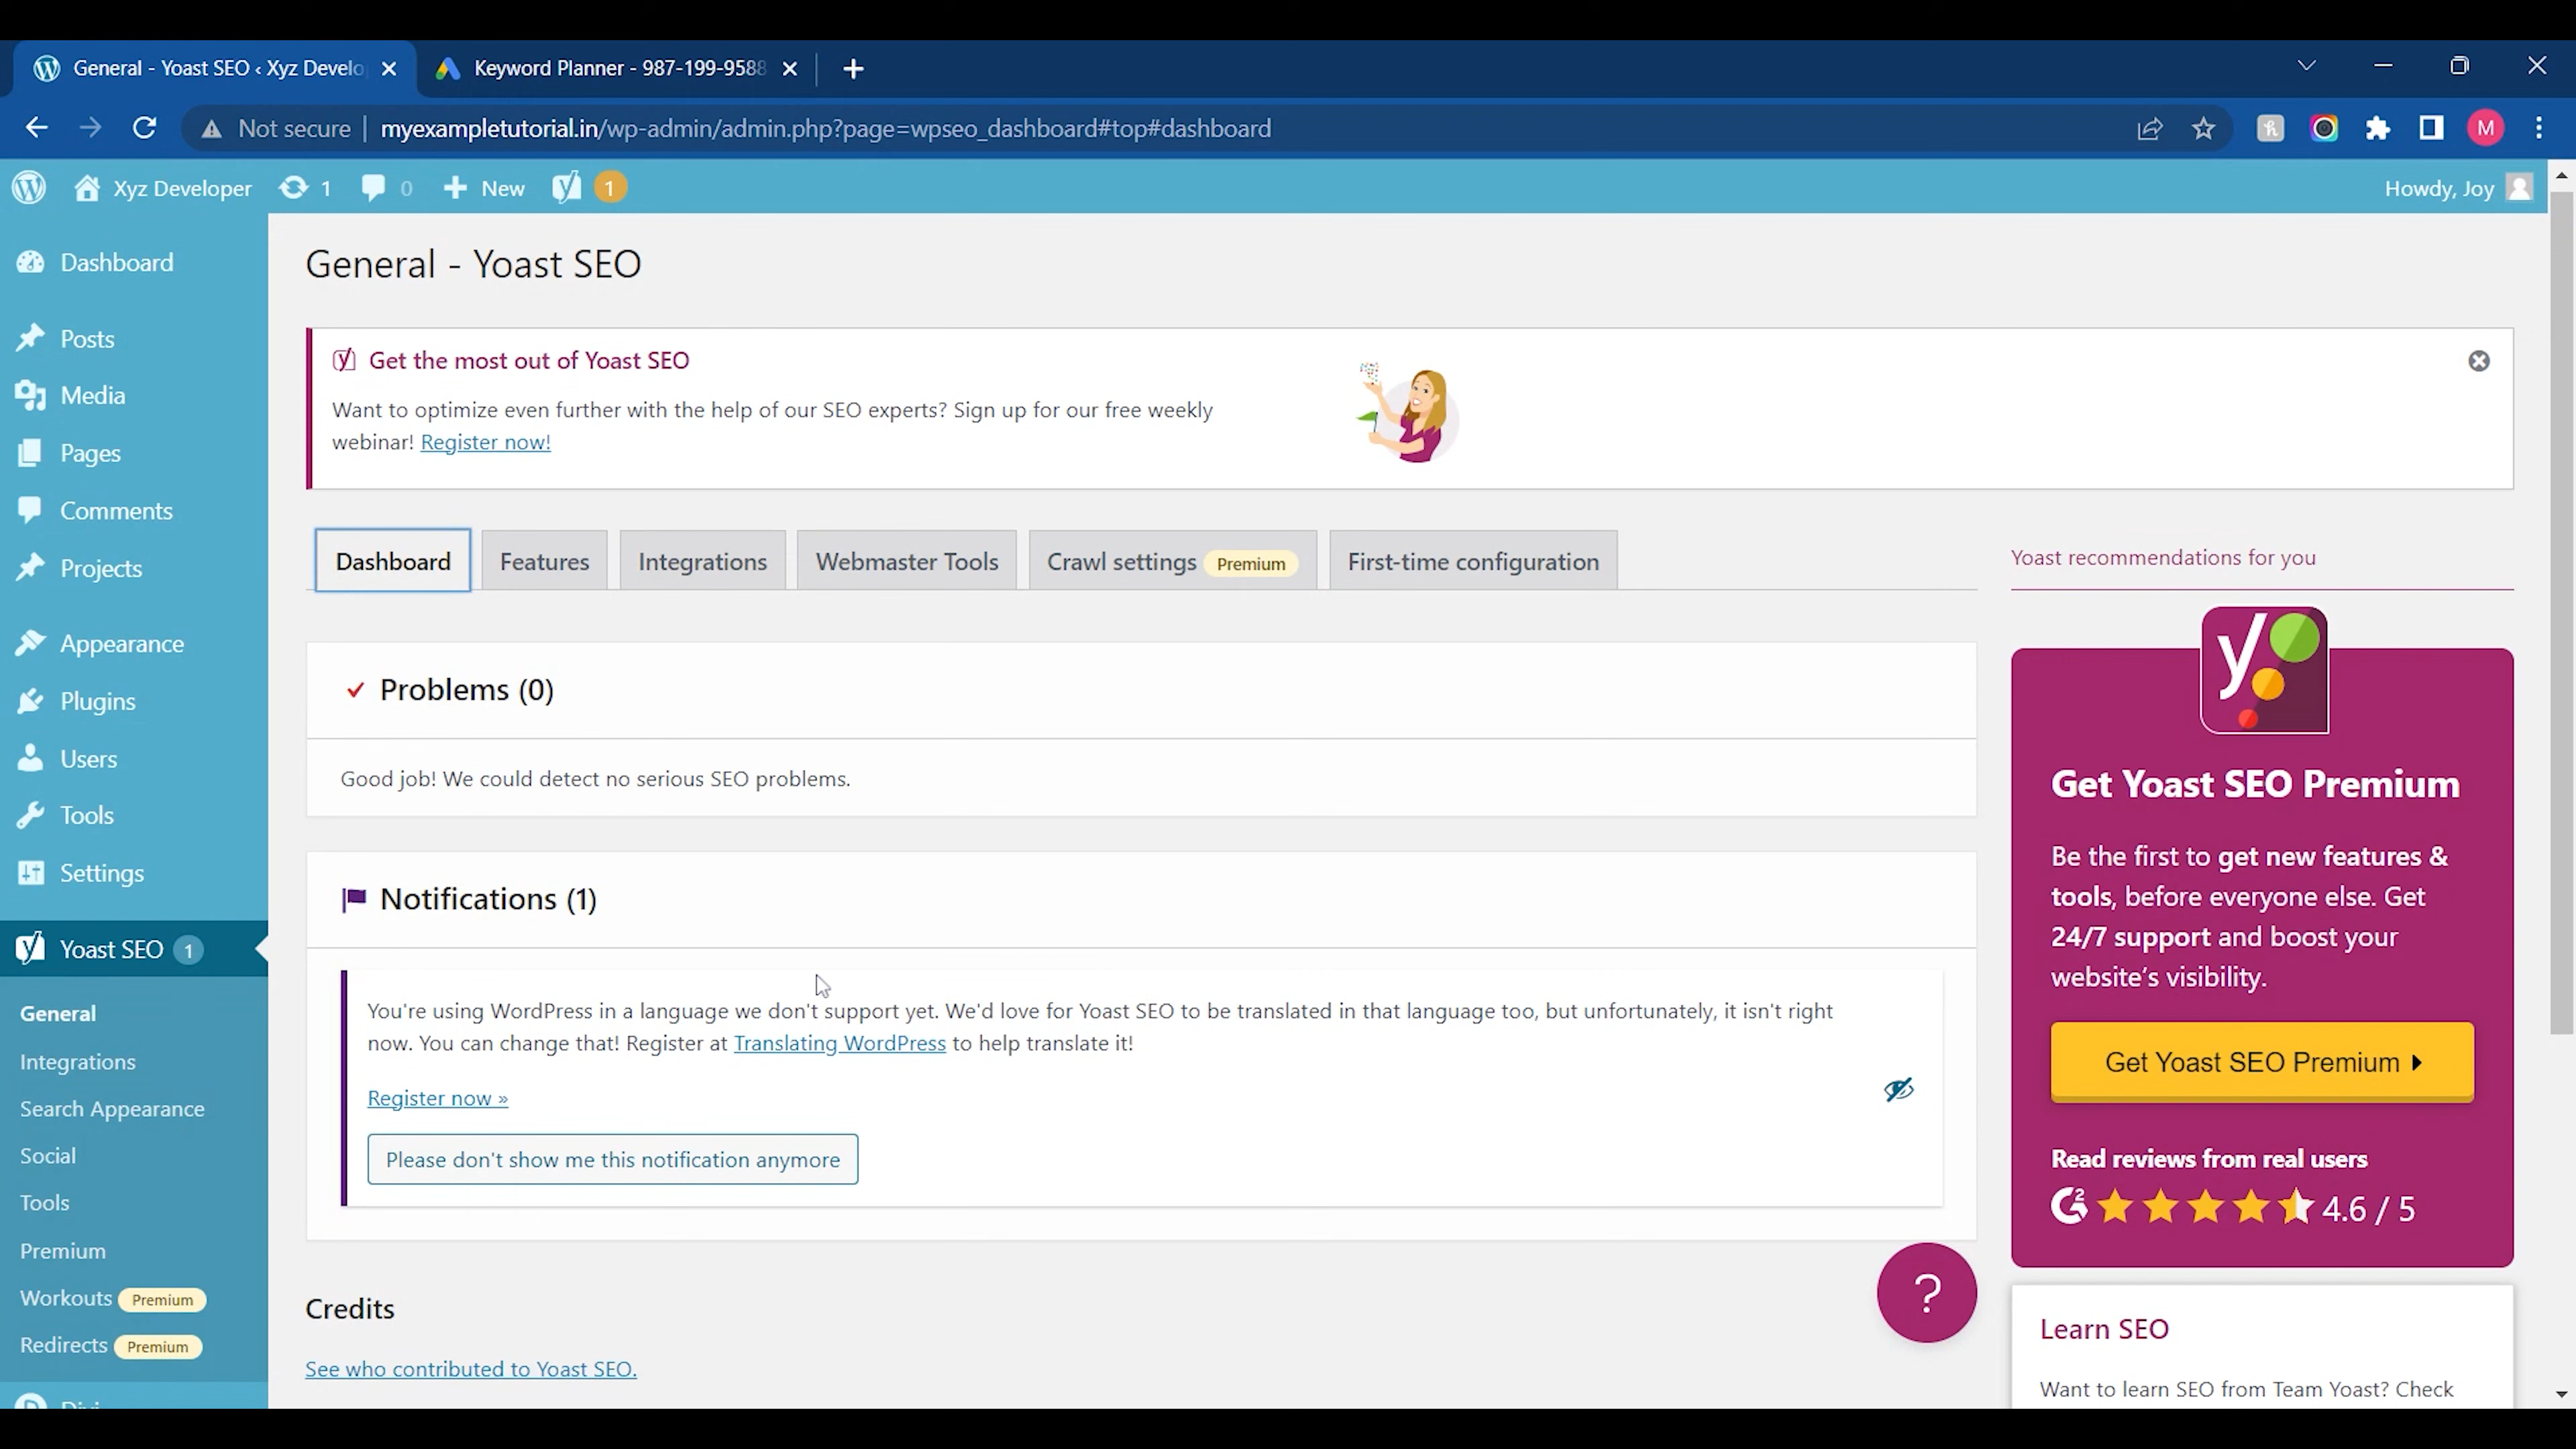 General - Yoast SEO ‹ Xyz Develo
Keyword Planner - 987-199-9588
Not secure
myexampletutorial.in/wp-admin/admin.php?page=wpseo_dashboard#top#dashboard
M
Xyz Developer
1
0
New
1
Howdy, Joy
Dashboard
Posts
Media
Pages
Comments
Projects
Appearance
Plugins
Users
Tools
Settings
Yoast SEO 1
General
Integrations
Search Appearance
Social
Tools
Premium
Workouts Premium
Redirects Premium
General - Yoast SEO
Get the most out of Yoast SEO
Want to optimize even further with the help of our SEO experts? Sign up for our free weekly
webinar! Register now!
Dashboard
Features
Integrations
Webmaster Tools
Crawl settings Premium
First-time configuration
Problems (0)
Good job! We could detect no serious SEO problems.
Notifications (1)
You're using WordPress in a language we don't support yet. We'd love for Yoast SEO to be translated in that language too, but unfortunately, it isn't right
now. You can change that! Register at Translating WordPress to help translate it!
Register now »
Please don't show me this notification anymore
Credits
See who contributed to Yoast SEO.
?
Yoast recommendations for you
Get Yoast SEO Premium
Be the first to get new features &
tools, before everyone else. Get
24/7 support and boost your
website's visibility.
Get Yoast SEO Premium
Read reviews from real users
4.6 / 5
Learn SEO
Want to learn SEO from Team Yoast? Check